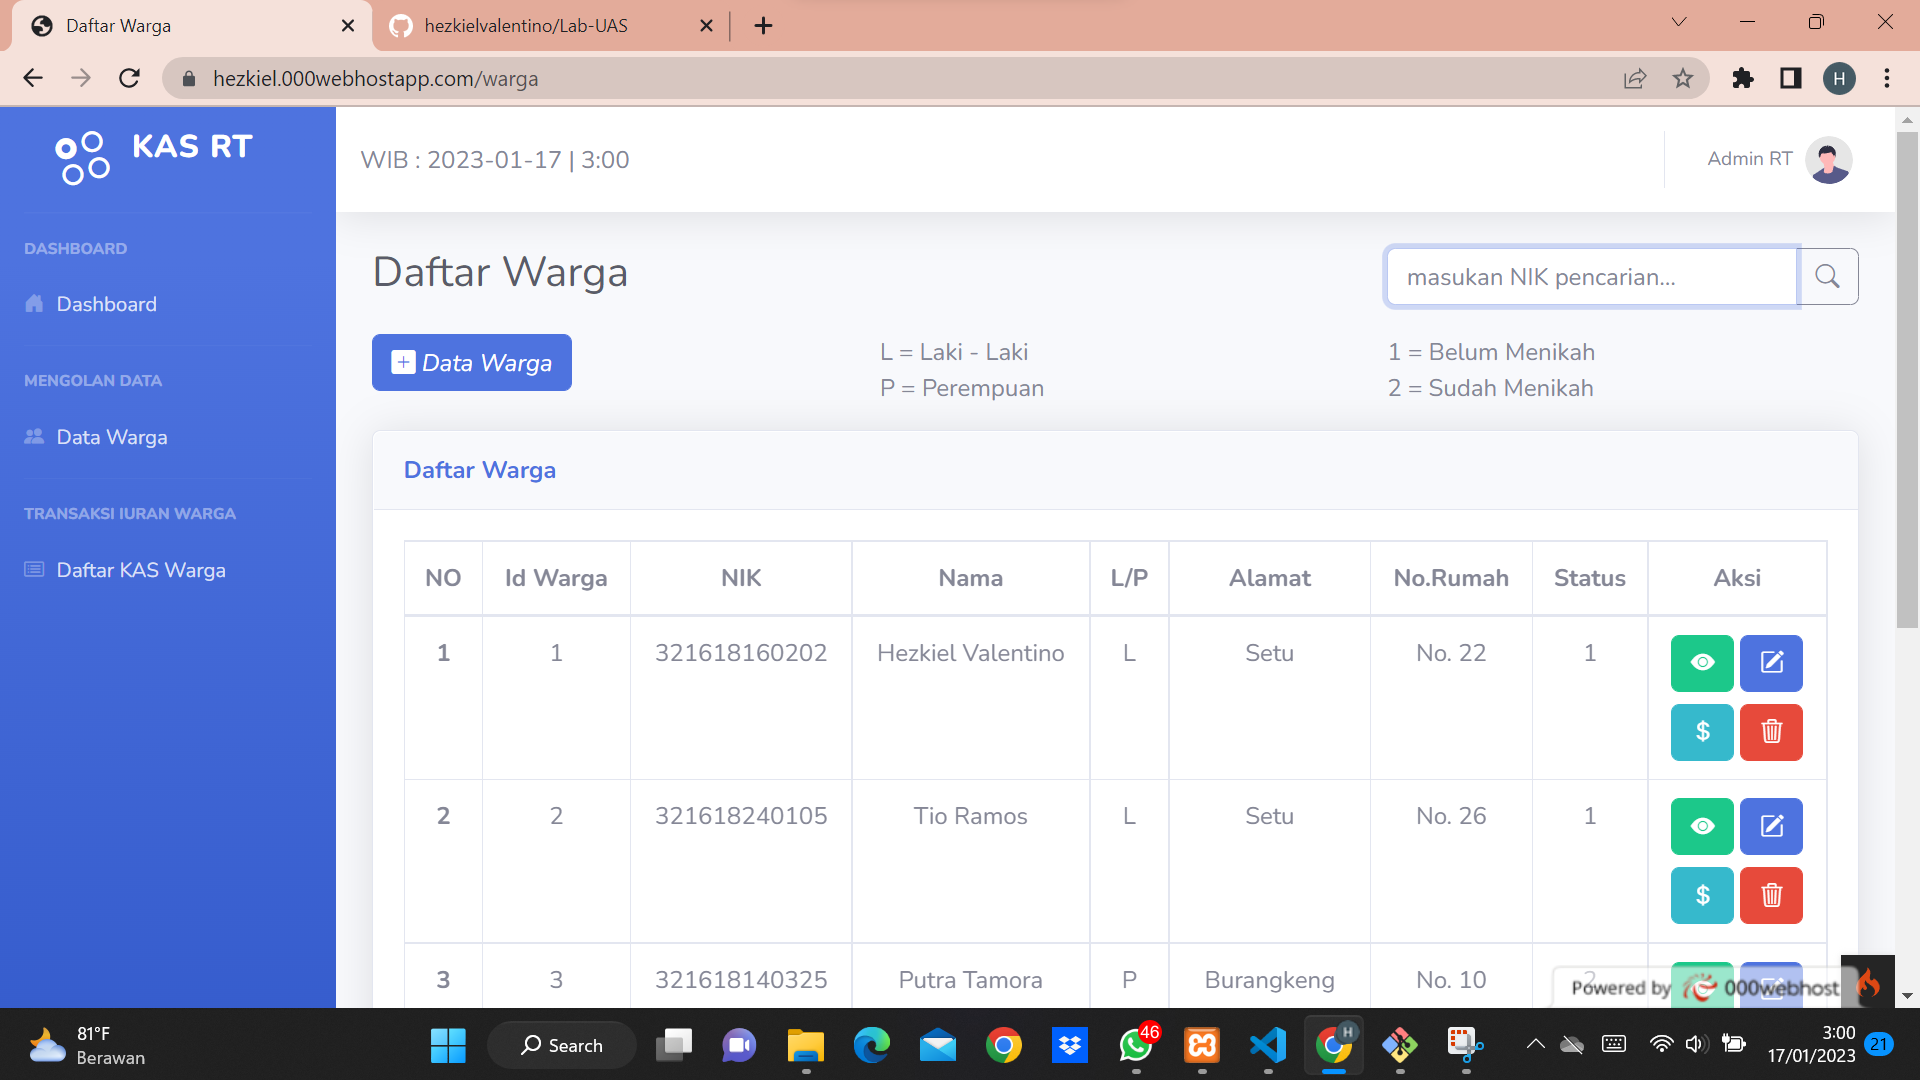 Daftar Warga
hezkielvalentino/Lab-UAS
hezkiel.000webhostapp.com/warga
H
KAS RT
WIB : 2023-01-17 | 3:00
Admin RT
DASHBOARD
Dashboard
MENGOLAN DATA
Data Warga
TRANSAKSI IURAN WARGA
Daftar KAS Warga
Daftar Warga
masukan NIK pencarian...
Data Warga
L = Laki - Laki
P = Perempuan
1 = Belum Menikah
2 = Sudah Menikah
Daftar Warga
NO Id Warga NIK Nama L/P Alamat No.Rumah Status Aksi
1 1 321618160202 Hezkiel Valentino L Setu No. 22 1
$
2 2 321618240105 Tio Ramos L Setu No. 26 1
$
3 3 321618140325 Putra Tamora P Burangkeng No. 10 2
Powered by 000webhost
81°F
Berawan
Search
46
H
3:00
17/01/2023
21